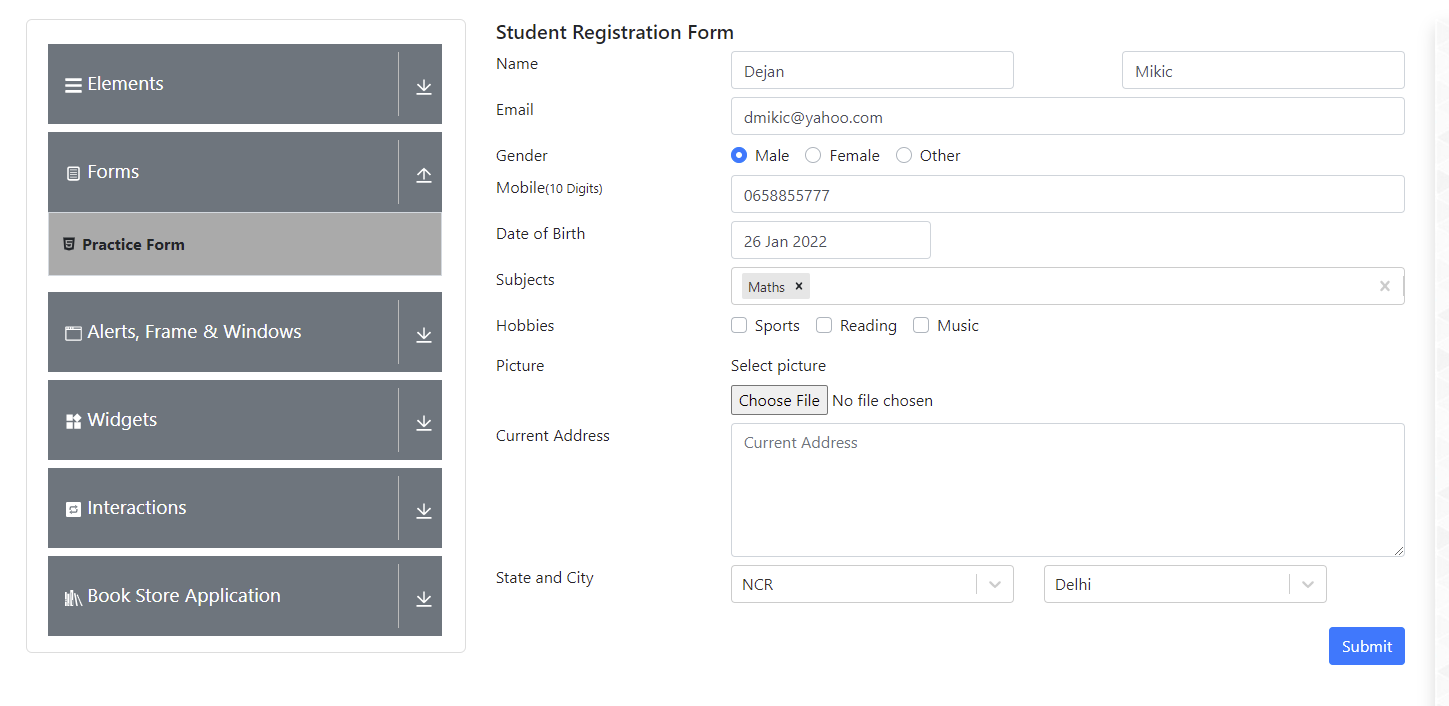 Elements
Forms
Practice Form
Alerts, Frame & Windows
Widgets
Interactions
Book Store Application
Student Registration Form
Name Dejan Mikic
Email dmikic@yahoo.com
Gender Male Female Other
Mobile(10 Digits) 0658855777
Date of Birth 26 Jan 2022
Subjects Maths
Hobbies Sports Reading Music
Picture Select picture
Choose File No file chosen
Current Address Current Address
State and City NCR Delhi
Submit